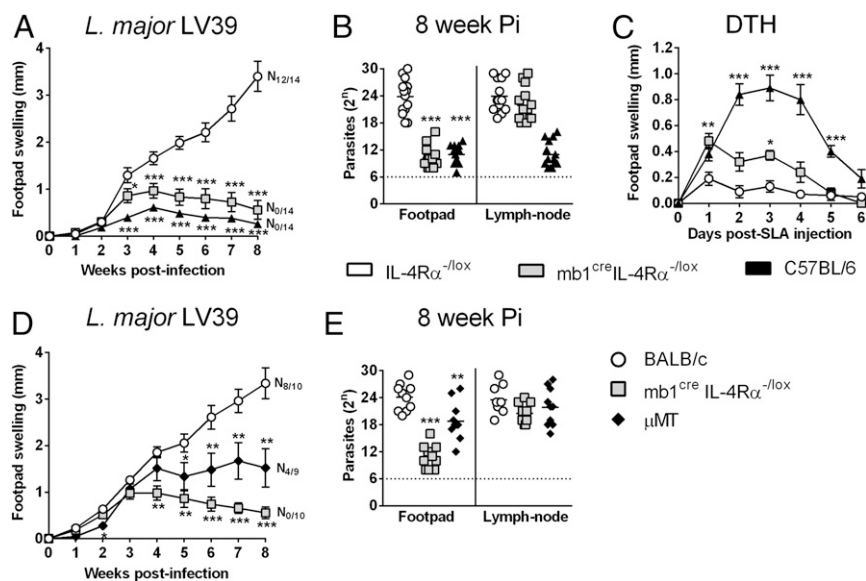 A
L. major LV39
Footpad swelling (mm)
4
3
2
1
0
0 1 2 3 4 5 6 7 8
Weeks post-infection
N12/14
N0/14
N0/14
* *** *** *** *** ***
*** *** *** *** *** ***
B
8 week Pi
Parasites (2ⁿ)
30
24
18
12
6
0
*** ***
Footpad Lymph-node
C
DTH
Footpad swelling (mm)
1.2
1.0
0.8
0.6
0.4
0.2
0.0
0 1 2 3 4 5 6
Days post-SLA injection
** *** *** *** ***
*
IL-4Rα-/lox
mb1creIL-4Rα-/lox
C57BL/6
D
L. major LV39
Footpad swelling (mm)
4
3
2
1
0
0 1 2 3 4 5 6 7 8
Weeks post-infection
N8/10
N4/9
N0/10
* ** ** **
* ** ** *** *** ***
E
8 week Pi
Parasites (2ⁿ)
30
24
18
12
6
0
*** **
Footpad Lymph-node
BALB/c
mb1cre IL-4Rα-/lox
µMT